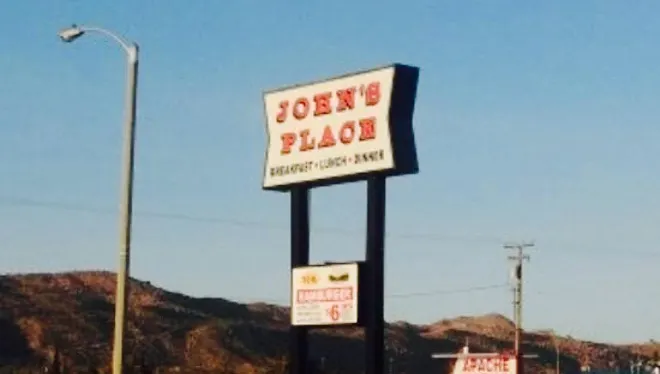 JOHN'S
PLACE
BREAKFAST • LUNCH • DINNER
HAMBURGER
$6
APACHE